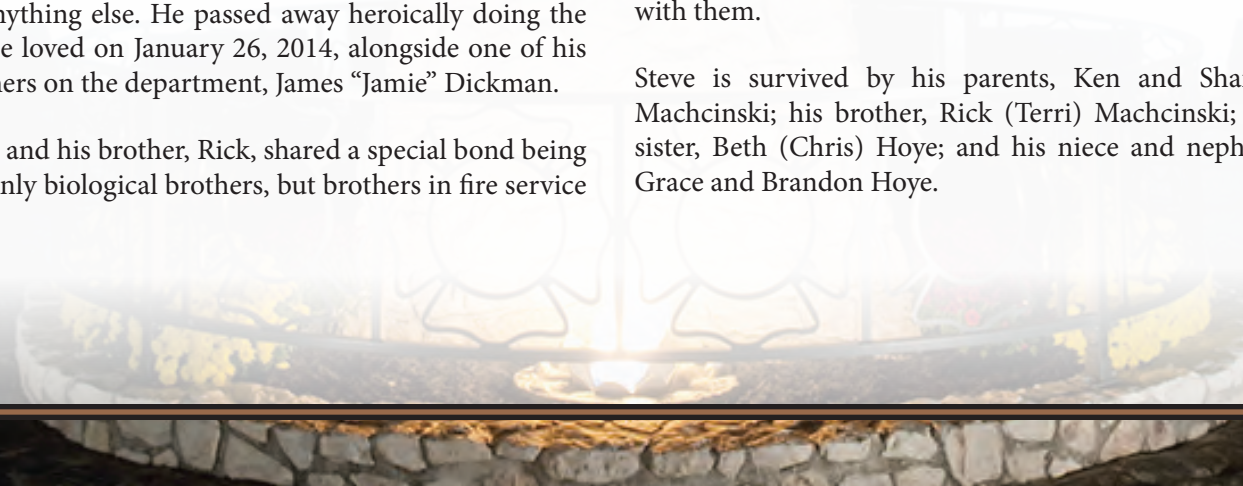 else. He passed away heroically doing the
loved on January 26, 2014, alongside one of his
on the department, James “Jamie” Dickman.
and his brother, Rick, shared a special bond being
biological brothers, but brothers in fire service
with them.
Steve is survived by his parents, Ken and
Machcinski; his brother, Rick (Terri) Machcinski;
sister, Beth (Chris) Hoye; and his niece and
Grace and Brandon Hoye.